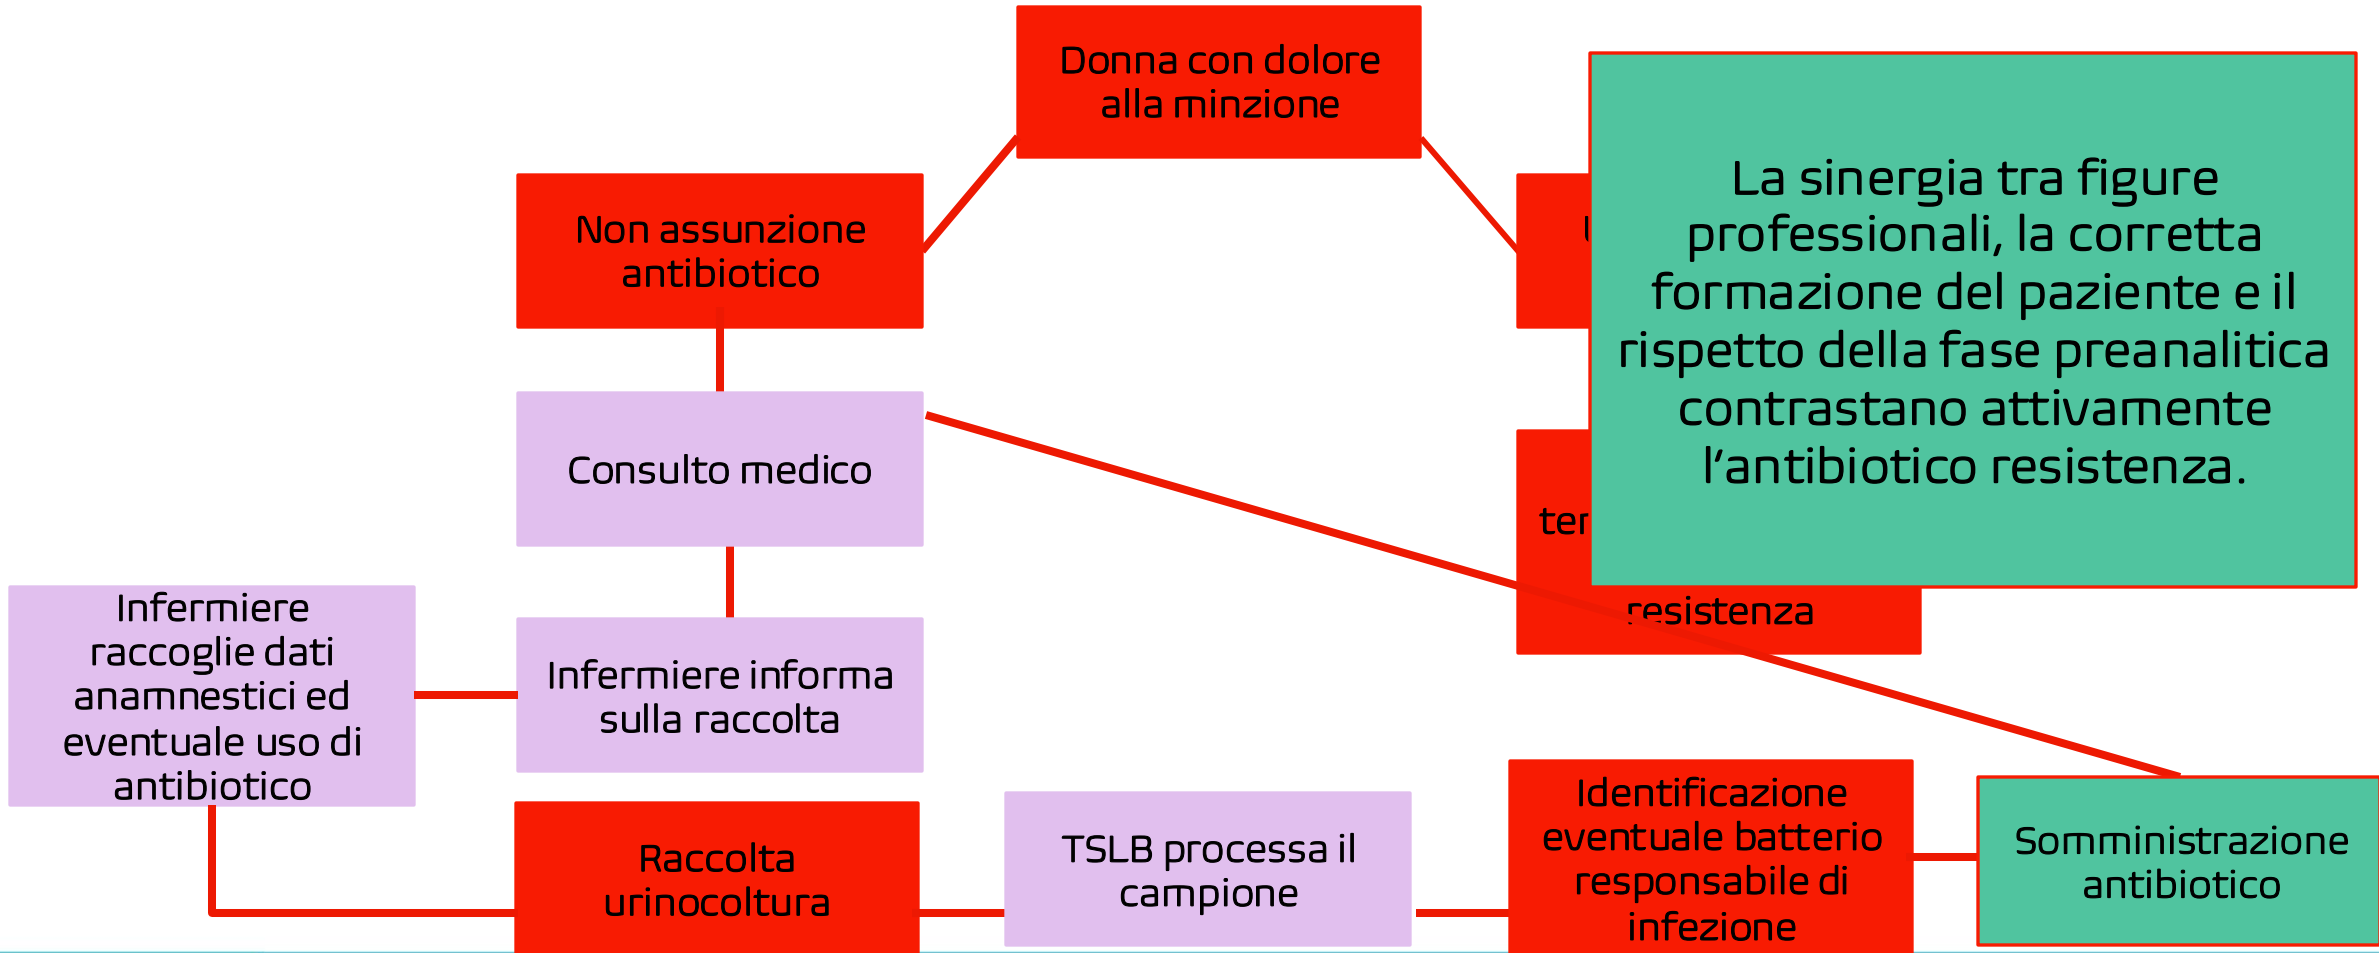 Donna con dolore
alla minzione
Non assunzione
antibiotico
La sinergia tra figure
professionali, la corretta
formazione del paziente e il
rispetto della fase preanalitica
contrastano attivamente
l'antibiotico resistenza.
Consulto medico
resistenza
Infermiere
raccoglie dati
anamnestici ed
eventuale uso di
antibiotico
Infermiere informa
sulla raccolta
Raccolta
urinocoltura
TSLB processa il
campione
Identificazione
eventuale batterio
responsabile di
infezione
Somministrazione
antibiotico